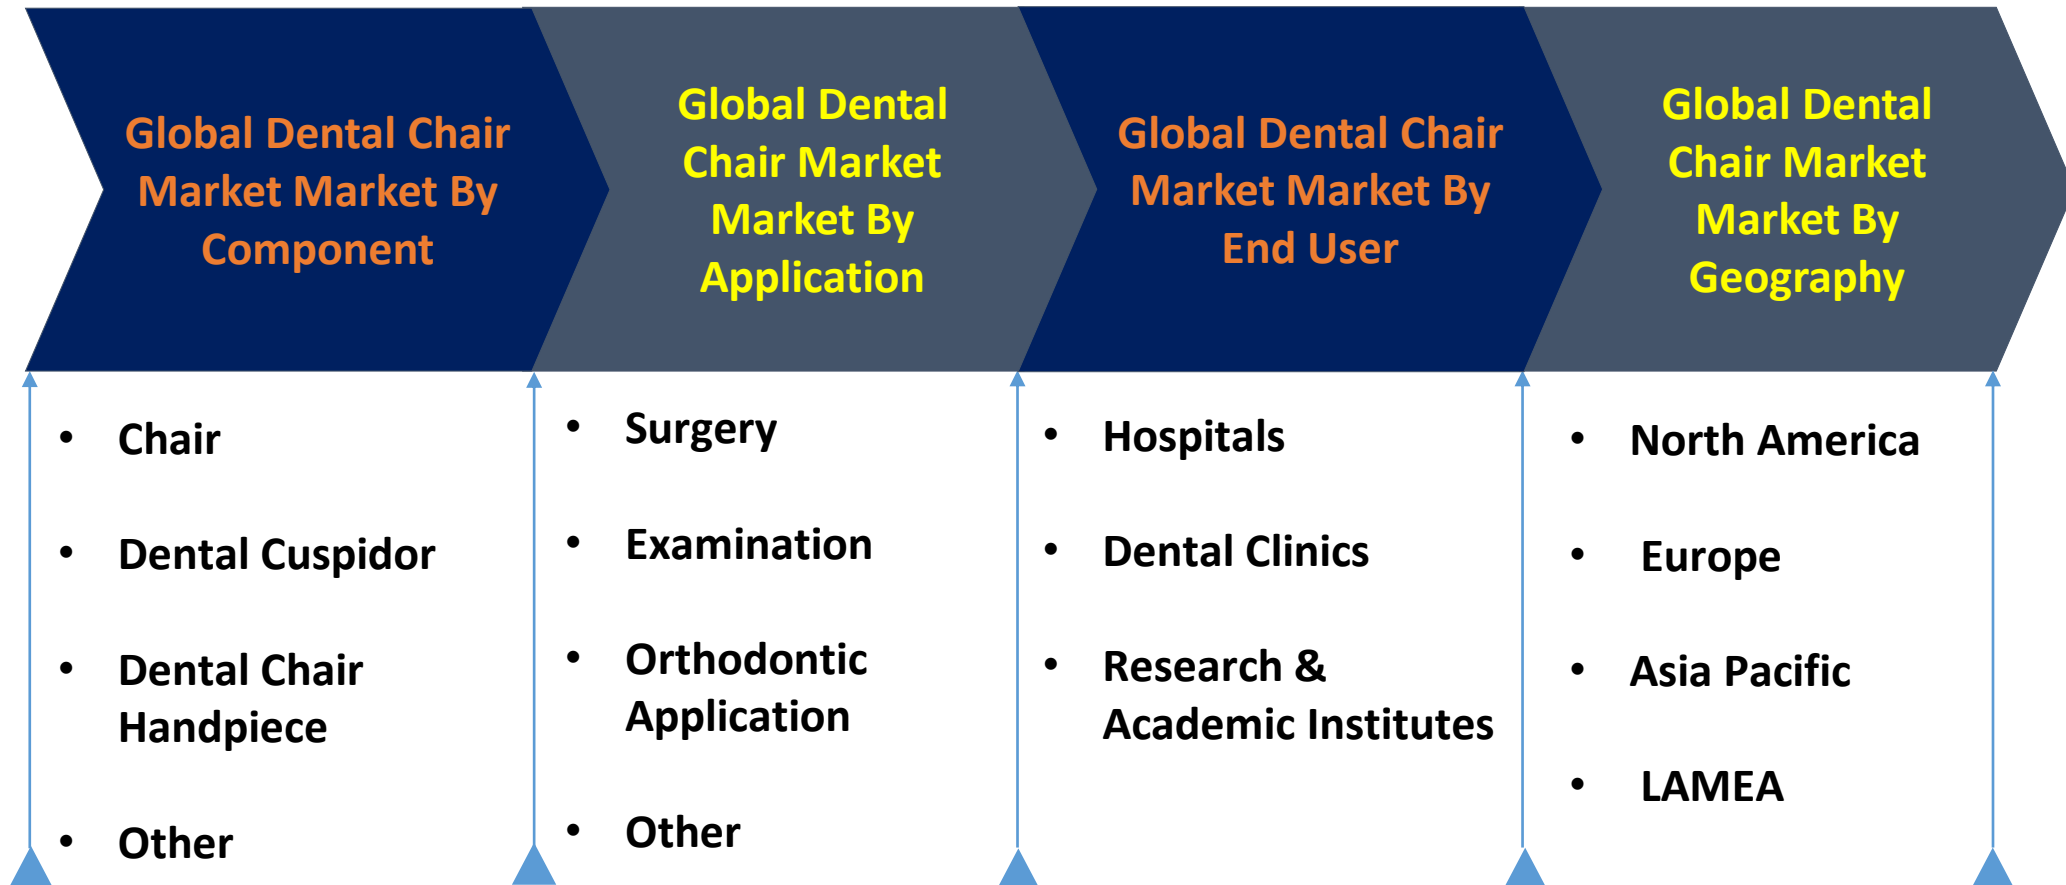 Global Dental Chair
Market Market By
Component
Global Dental
Chair Market
Market By
Application
Global Dental Chair
Market Market By
End User
Global Dental
Chair Market
Market By
Geography
• Chair
• Dental Cuspidor
• Dental Chair
Handpiece
• Other
• Surgery
• Examination
• Orthodontic
Application
• Other
• Hospitals
• Dental Clinics
• Research &
Academic Institutes
• North America
• Europe
• Asia Pacific
• LAMEA